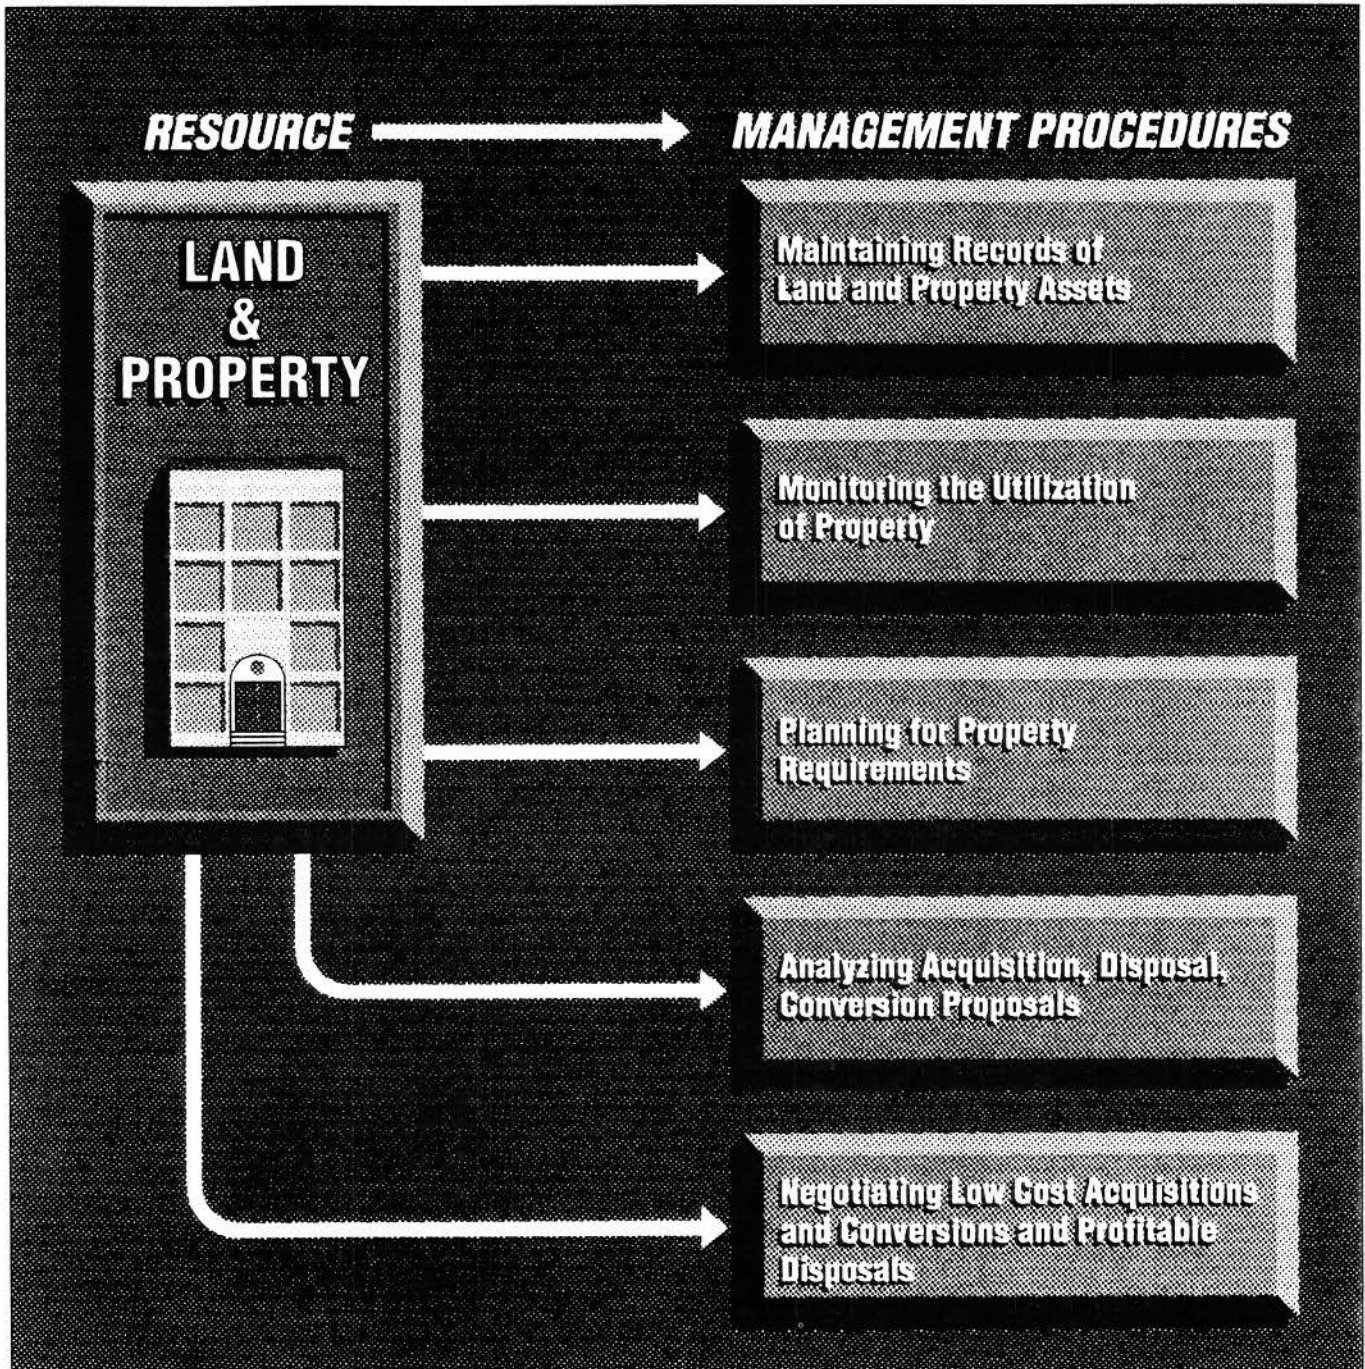 RESOURCE MANAGEMENT PROCEDURES
LAND
&
PROPERTY
Maintaining Records of
Land and Property Assets
Monitoring the Utilization
of Property
Planning for Property
Requirements
Analyzing Acquisition, Disposal,
Conversion Proposals
Negotiating Low Cost Acquisitions
and Conversions and Profitable
Disposals